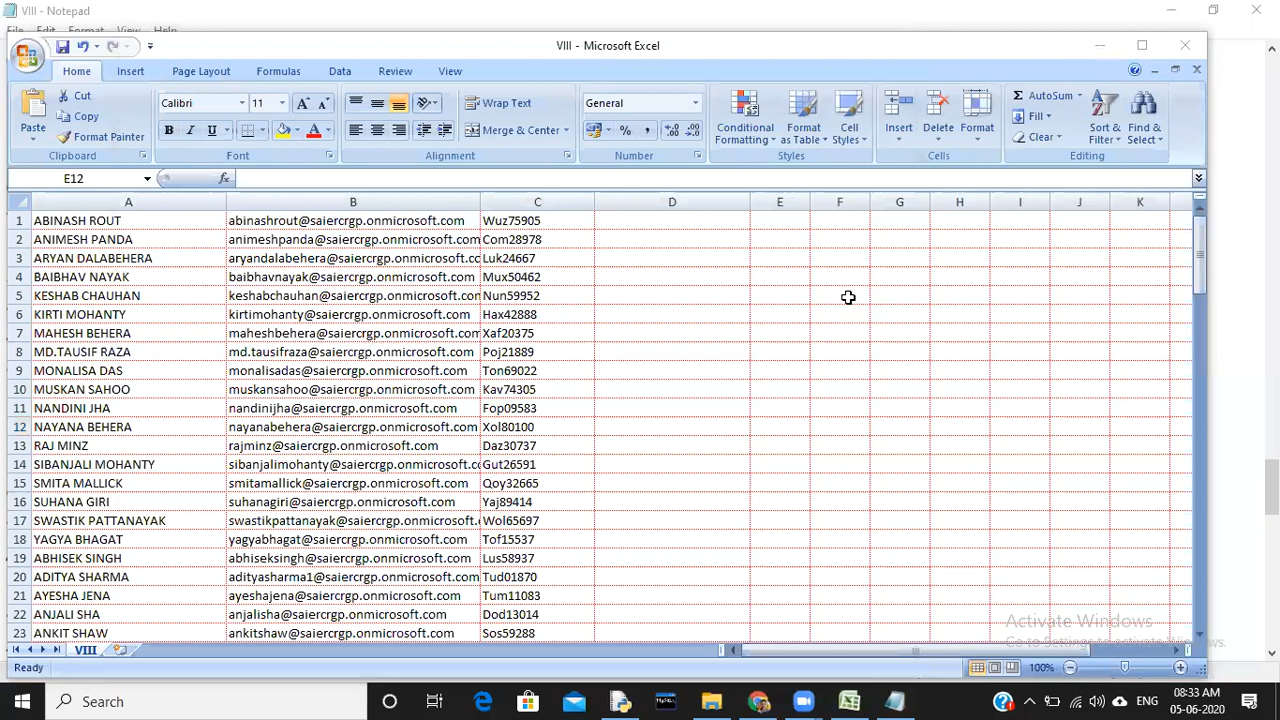 VIII - Notepad
File Edit Format View Help
VIII - Microsoft Excel
Home Insert Page Layout Formulas Data Review View
Cut
Copy
Format Painter
Paste
Clipboard
Calibri 11
Font
Wrap Text
Merge & Center
Alignment
General
Number
Conditional Formatting
Format as Table
Cell Styles
Styles
Insert Delete Format
Cells
AutoSum
Fill
Clear
Sort & Filter
Find & Select
Editing
E12
A B C D E F G H I J K
1 ABINASH ROUT abinashrout@saiercrgp.onmicrosoft.com Wuz75905
2 ANIMESH PANDA animeshpanda@saiercrgp.onmicrosoft.com Com28978
3 ARYAN DALABEHERA aryandalabehera@saiercrgp.onmicrosoft.cc Luk24667
4 BAIBHAV NAYAK baibhavnayak@saiercrgp.onmicrosoft.com Mux50462
5 KESHAB CHAUHAN keshabchauhan@saiercrgp.onmicrosoft.con Nun59952
6 KIRTI MOHANTY kirtimohanty@saiercrgp.onmicrosoft.com Hax42888
7 MAHESH BEHERA maheshbehera@saiercrgp.onmicrosoft.com Xaf20375
8 MD.TAUSIF RAZA md.tausifraza@saiercrgp.onmicrosoft.com Poj21889
9 MONALISA DAS monalisadas@saiercrgp.onmicrosoft.com Ton69022
10 MUSKAN SAHOO muskansahoo@saiercrgp.onmicrosoft.com Kav74305
11 NANDINI JHA nandinijha@saiercrgp.onmicrosoft.com Fop09583
12 NAYANA BEHERA nayanabehera@saiercrgp.onmicrosoft.com Xol80100
13 RAJ MINZ rajminz@saiercrgp.onmicrosoft.com Daz30737
14 SIBANJALI MOHANTY sibanjalimohanty@saiercrgp.onmicrosoft.cc Gut26591
15 SMITA MALLICK smitamallick@saiercrgp.onmicrosoft.com Qoy32665
16 SUHANA GIRI suhanagiri@saiercrgp.onmicrosoft.com Yaj89414
17 SWASTIK PATTANAYAK swastikpattanayak@saiercrgp.onmicrosoft. Wol65697
18 YAGYA BHAGAT yagyabhagat@saiercrgp.onmicrosoft.com Tof15537
19 ABHISEK SINGH abhiseksingh@saiercrgp.onmicrosoft.com Lus58937
20 ADITYA SHARMA adityasharma1@saiercrgp.onmicrosoft.com Tud01870
21 AYESHA JENA ayeshajena@saiercrgp.onmicrosoft.com Tum11083
22 ANJALI SHA anjalisha@saiercrgp.onmicrosoft.com Dod13014
23 ANKIT SHAW ankitshaw@saiercrgp.onmicrosoft.com Sos59288
Activate Windows
Go to Settings to activate Windows.
VIII
Ready 100%
Search
ENG
08:33 AM
05-06-2020